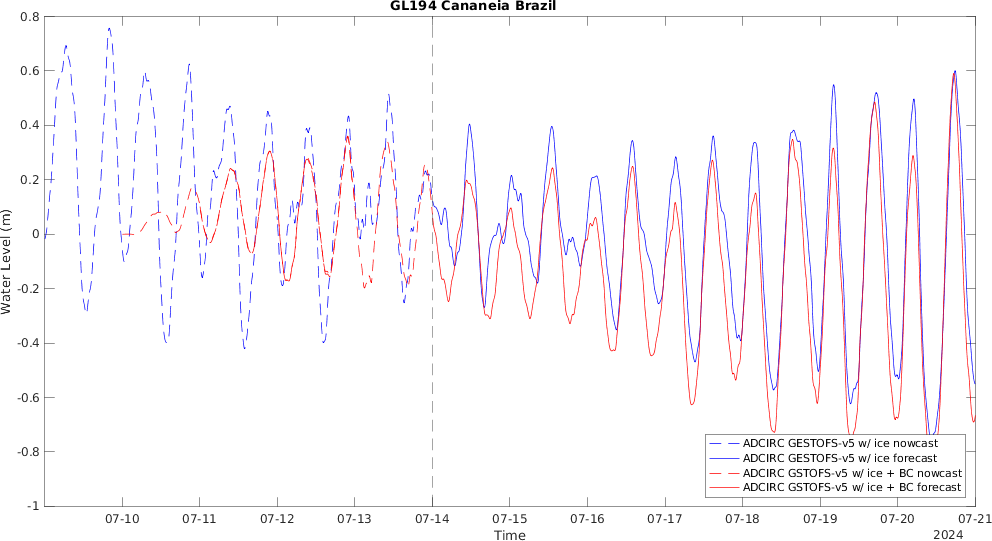 GL194 Cananeia Brazil
0.8
0.6
0.4
0.2
0
-0.2
-0.4
-0.6
-0.8
-1
Water Level (m)
ADCIRC GESTOFS-v5 w/ ice nowcast
ADCIRC GESTOFS-v5 w/ ice forecast
ADCIRC GSTOFS-v5 w/ ice + BC nowcast
ADCIRC GSTOFS-v5 w/ ice + BC forecast
07-10 07-11 07-12 07-13 07-14 07-15 07-16 07-17 07-18 07-19 07-20 07-21
Time
2024